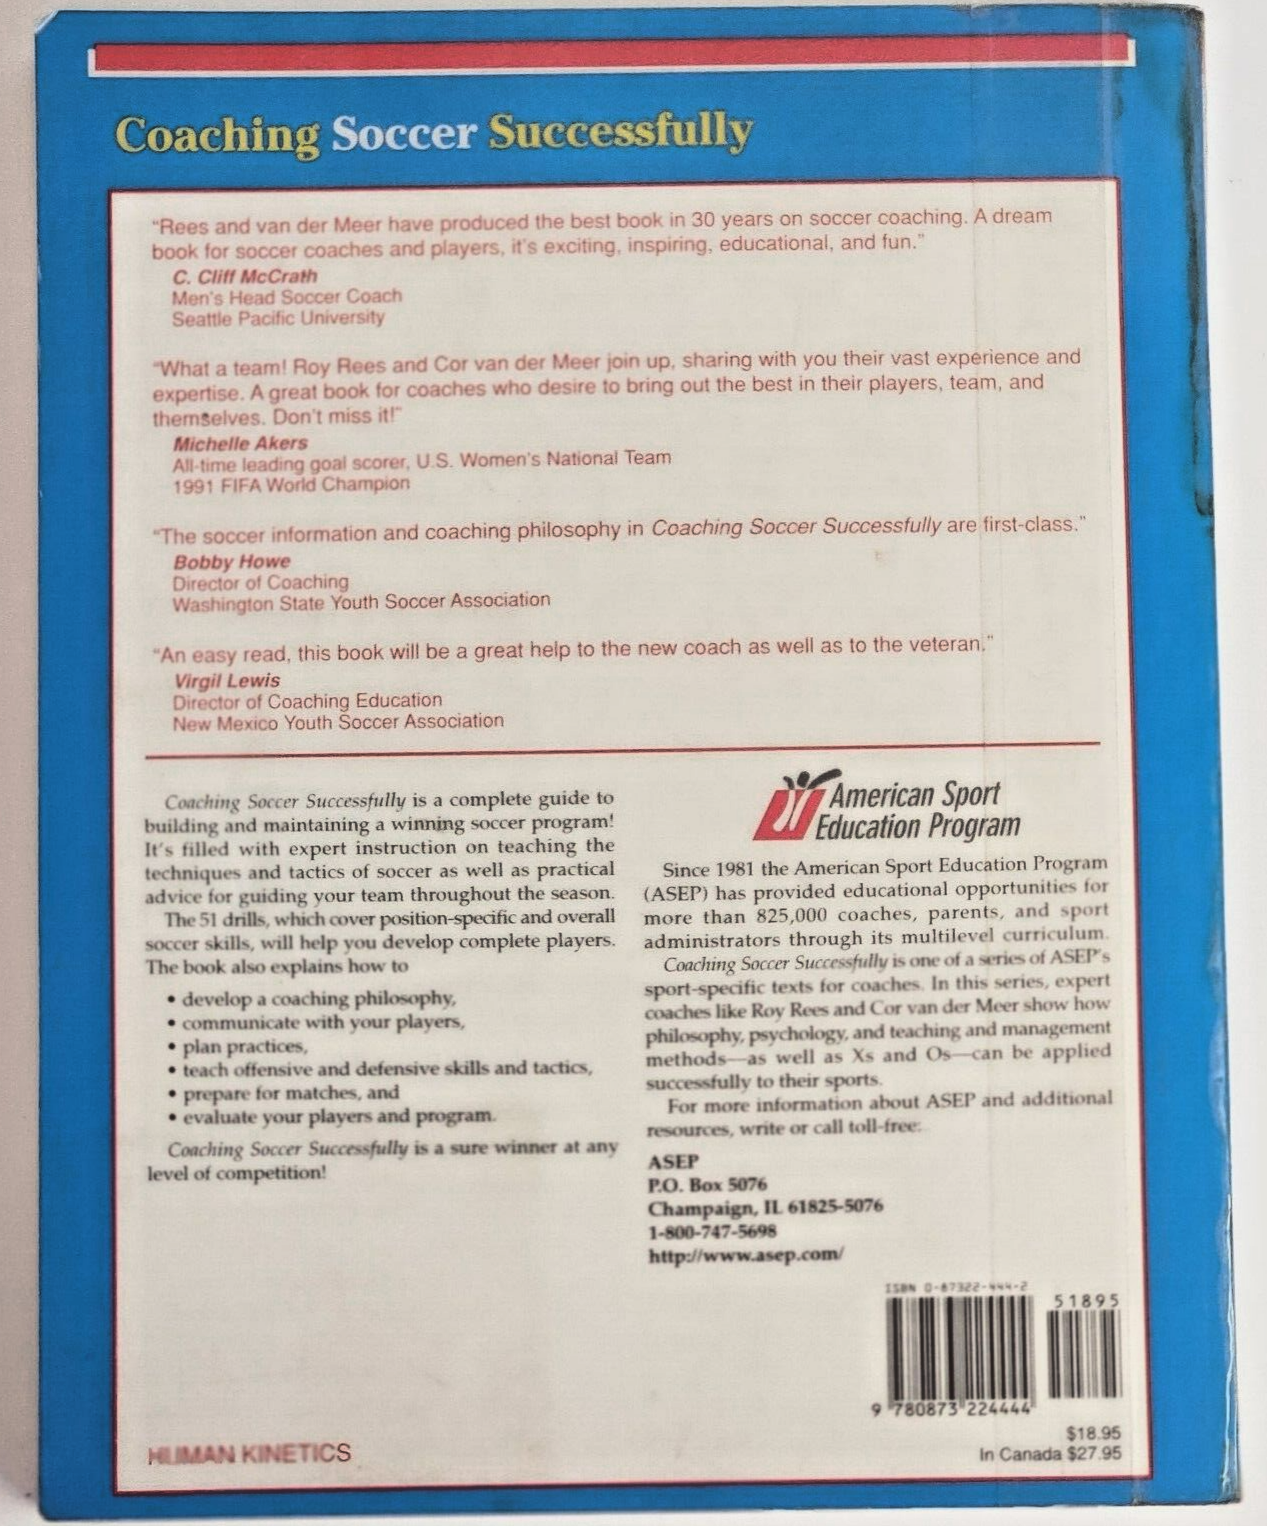 Coaching Soccer Successfully
“Rees and van der Meer have produced the best book in 30 years on soccer coaching. A dream
book for soccer coaches and players, it's exciting, inspiring, educational, and fun.”
C. Cliff McCrath
Men's Head Soccer Coach
Seattle Pacific University
“What a team! Roy Rees and Cor van der Meer join up, sharing with you their vast experience and
expertise. A great book for coaches who desire to bring out the best in their players, team, and
themselves. Don't miss it!”
Michelle Akers
All-time leading goal scorer, U.S. Women's National Team
1991 FIFA World Champion
“The soccer information and coaching philosophy in Coaching Soccer Successfully are first-class.”
Bobby Howe
Director of Coaching
Washington State Youth Soccer Association
“An easy read, this book will be a great help to the new coach as well as to the veteran.”
Virgil Lewis
Director of Coaching Education
New Mexico Youth Soccer Association
Coaching Soccer Successfully is a complete guide to
building and maintaining a winning soccer program!
It's filled with expert instruction on teaching the
techniques and tactics of soccer as well as practical
advice for guiding your team throughout the season.
The 51 drills, which cover position-specific and overall
soccer skills, will help you develop complete players.
The book also explains how to
• develop a coaching philosophy,
• communicate with your players,
• plan practices,
• teach offensive and defensive skills and tactics,
• prepare for matches, and
• evaluate your players and program.
Coaching Soccer Successfully is a sure winner at any
level of competition!
American Sport
Education Program
Since 1981 the American Sport Education Program
(ASEP) has provided educational opportunities for
more than 825,000 coaches, parents, and sport
administrators through its multilevel curriculum.
Coaching Soccer Successfully is one of a series of ASEP's
sport-specific texts for coaches. In this series, expert
coaches like Roy Rees and Cor van der Meer show how
philosophy, psychology, and teaching and management
methods—as well as Xs and Os—can be applied
successfully to their sports.
For more information about ASEP and additional
resources, write or call toll-free:
ASEP
P.O. Box 5076
Champaign, IL 61825-5076
1-800-747-5698
http://www.asep.com/
ISBN 0-87322-444-2
51895
9 780873 224444
$18.95
In Canada $27.95
HUMAN KINETICS